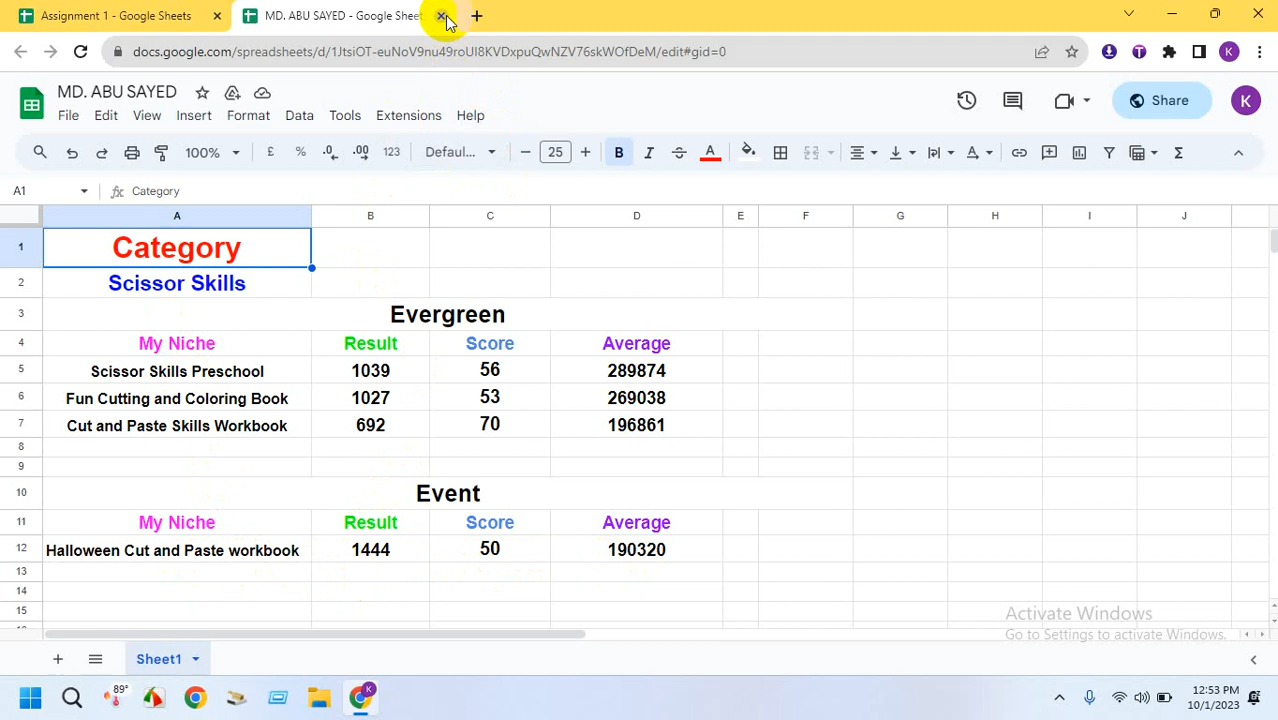 Assignment 1 - Google Sheets
MD. ABU SAYED - Google Sheet
docs.google.com/spreadsheets/d/1JtsiOT-euNoV9nu49roUI8KVDxpuQwNZV76skWOfDeM/edit#gid=0
K
MD. ABU SAYED
File Edit View Insert Format Data Tools Extensions Help
Share
K
100% £ % .0 .00 123 Defaul... 25 B I A Σ
A1 fx Category
A B C D E F G H I J
1 Category
2 Scissor Skills
3 Evergreen
4 My Niche Result Score Average
5 Scissor Skills Preschool 1039 56 289874
6 Fun Cutting and Coloring Book 1027 53 269038
7 Cut and Paste Skills Workbook 692 70 196861
8
9
10 Event
11 My Niche Result Score Average
12 Halloween Cut and Paste workbook 1444 50 190320
13
14
15
Activate Windows
Go to Settings to activate Windows.
Sheet1
89°
K
12:53 PM
10/1/2023